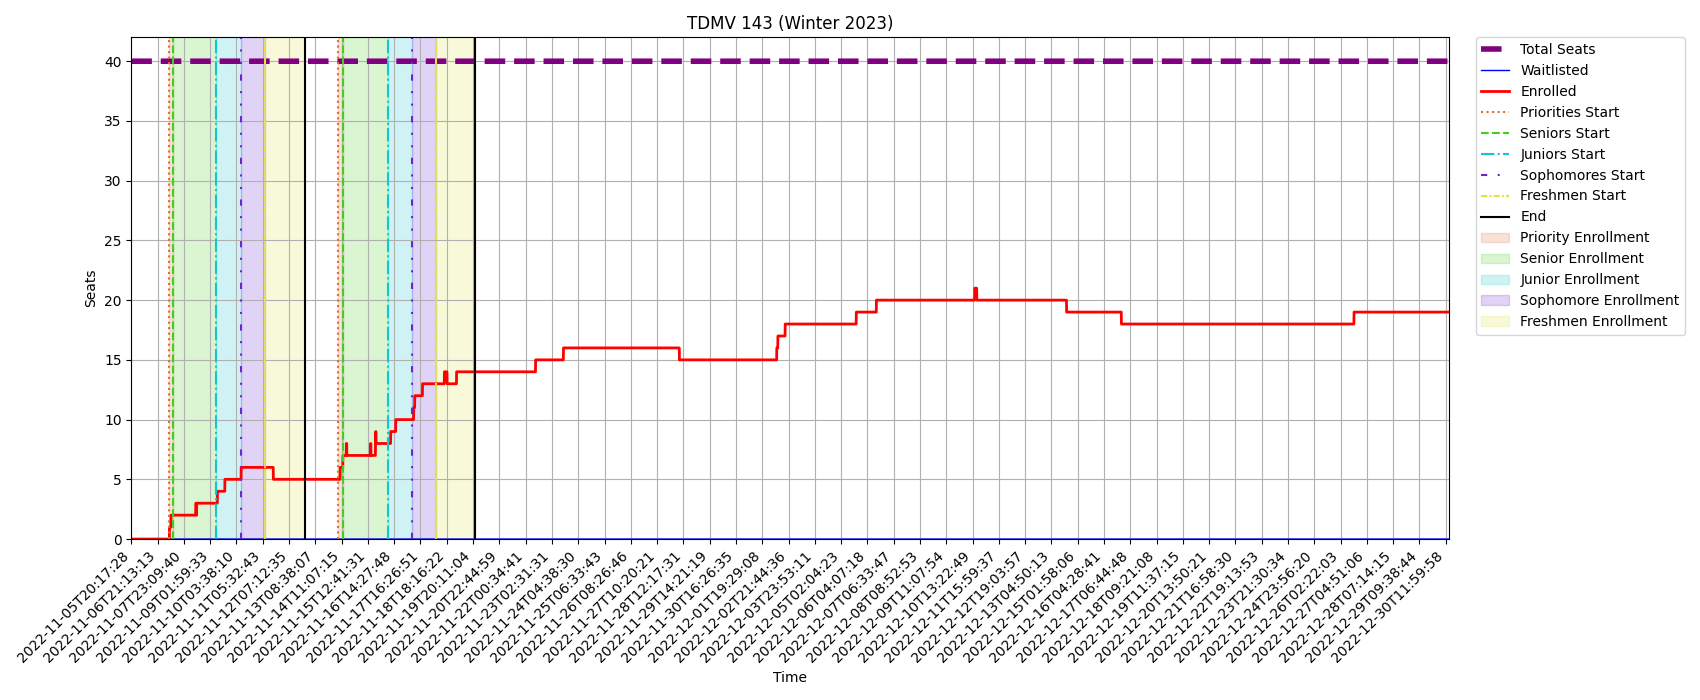 TDMV 143 (Winter 2023)
Seats
40
35
30
25
20
15
10
5
0
2022-11-05T20:17:28
2022-11-06T21:13:13
2022-11-07T23:09:40
2022-11-09T01:59:33
2022-11-10T03:38:10
2022-11-11T05:32:43
2022-11-12T07:12:35
2022-11-13T08:38:07
2022-11-14T11:07:15
2022-11-15T12:41:31
2022-11-16T14:27:48
2022-11-17T16:26:51
2022-11-18T18:16:22
2022-11-19T20:11:04
2022-11-20T22:44:59
2022-11-22T00:34:41
2022-11-23T02:31:31
2022-11-24T04:38:30
2022-11-25T06:33:43
2022-11-26T08:26:46
2022-11-27T10:20:21
2022-11-28T12:17:31
2022-11-29T14:21:19
2022-11-30T16:26:35
2022-12-01T19:29:08
2022-12-02T21:44:36
2022-12-03T23:53:11
2022-12-05T02:04:23
2022-12-06T04:07:18
2022-12-07T06:33:47
2022-12-08T08:52:53
2022-12-09T11:07:54
2022-12-10T13:22:49
2022-12-11T15:59:37
2022-12-12T19:03:57
2022-12-13T04:50:13
2022-12-15T01:58:06
2022-12-16T04:28:41
2022-12-17T06:44:48
2022-12-18T09:21:08
2022-12-19T11:37:15
2022-12-20T13:50:21
2022-12-21T16:58:30
2022-12-22T19:13:53
2022-12-23T21:30:34
2022-12-24T23:56:20
2022-12-26T02:22:03
2022-12-27T04:51:06
2022-12-28T07:14:15
2022-12-29T09:38:44
2022-12-30T11:59:58
Time
Total Seats
Waitlisted
Enrolled
Priorities Start
Seniors Start
Juniors Start
Sophomores Start
Freshmen Start
End
Priority Enrollment
Senior Enrollment
Junior Enrollment
Sophomore Enrollment
Freshmen Enrollment